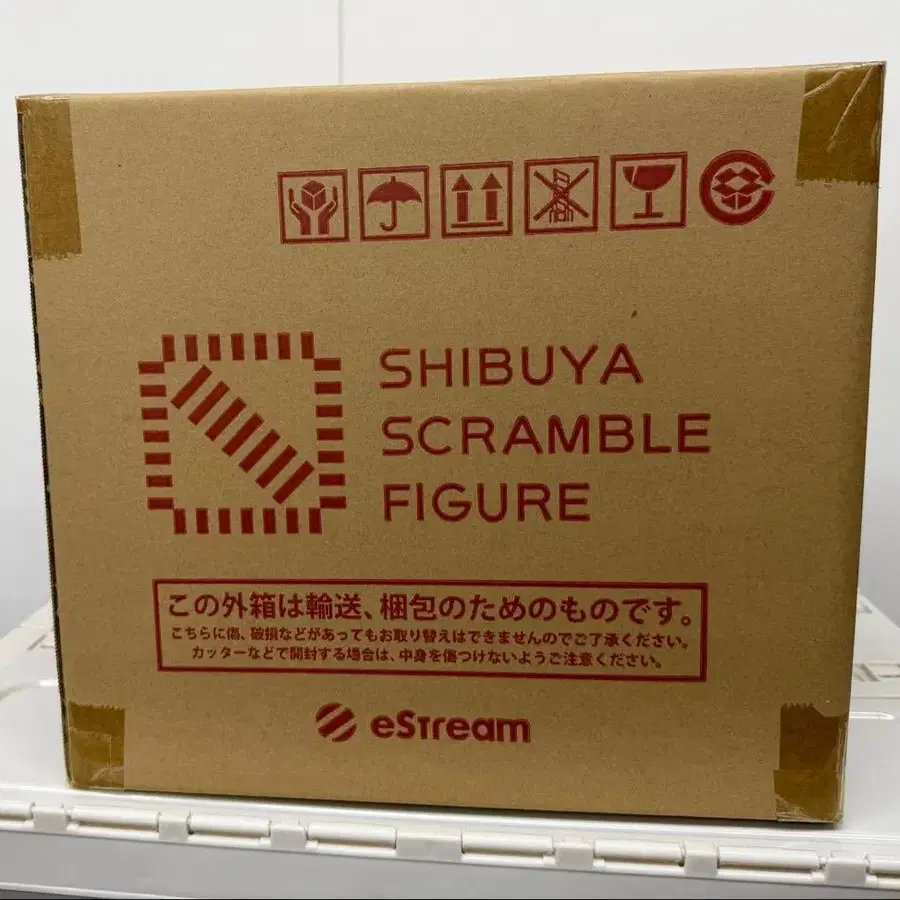 SHIBUYA
SCRAMBLE
FIGURE
この外箱は輸送、梱包のためのものです。
こちらに傷、破損などがあってもお取り替えはできませんのでご了承ください。
カッターなどで開封する場合は、中身を傷つけないようご注意ください。
eStream